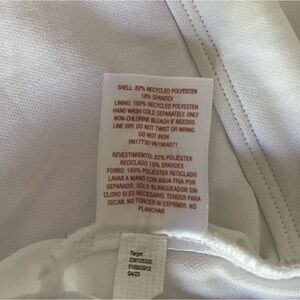 SHELL: 82% RECYCLED POLYESTER
18% SPANDEX
LINING: 100% RECYCLED POLYESTER
HAND WASH COLD SEPARATELY. ONLY
NON-CHLORINE BLEACH IF NEEDED.
LINE DRY. DO NOT TWIST OR WRING.
DO NOT IRON
RN17730 VN1984071
REVESTIMIENTO: 82% POLIÉSTER
RECICLADO 18% SPANDEX
FORRO: 100% POLIÉSTER RECICLADO
LAVAR A MANO CON AGUA FRÍA POR
SEPARADO. SÓLO BLANQUEADOR SIN
CLORO SI ES NECESARIO. TENDER PARA
SECAR. NO TORCER NI EXPRIMIR. NO
PLANCHAR
Target
Q4/23